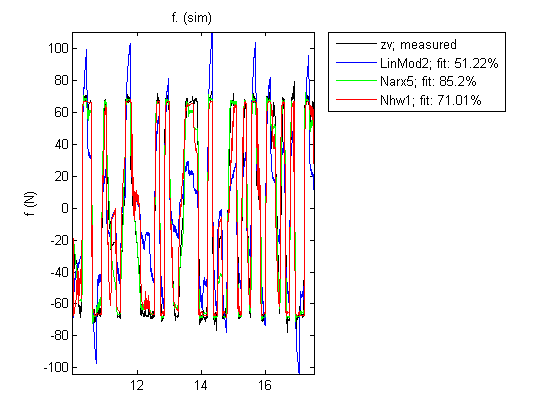 f. (sim)
zv; measured
LinMod2; fit: 51.22%
Narx5; fit: 85.2%
Nhw1; fit: 71.01%
100
80
60
40
20
0
-20
-40
-60
-80
-100
f (N)
12 14 16